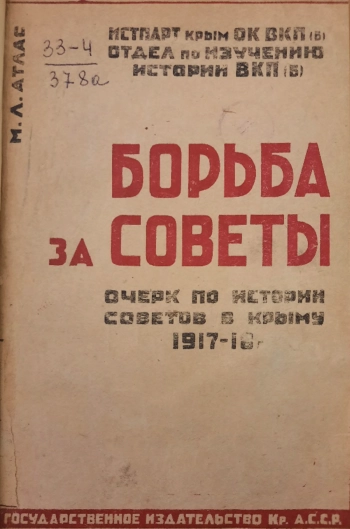 М. Л. АТЛАС
33-4
378а
ИСТПАРТ КРЫМ ОК ВКП(б)
ОТДЕЛ ПО ИЗУЧЕНИЮ
ИСТОРИИ ВКП(Б)
БОРЬБА
ЗА СОВЕТЫ
ОЧЕРК ПО ИСТОРИИ
СОВЕТОВ В КРЫМУ
1917-18г
ГОСУДАРСТВЕННОЕ ИЗДАТЕЛЬСТВО Кр. А.С.С.Р.